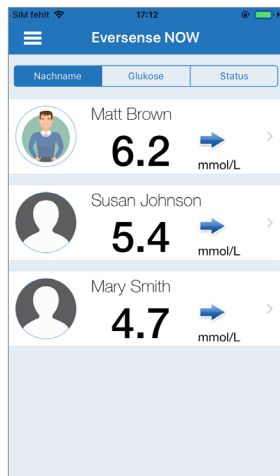 SIM fehlt 17:12
Eversense NOW
Nachname Glukose Status
Matt Brown
6.2
mmol/L
Susan Johnson
5.4
mmol/L
Mary Smith
4.7
mmol/L